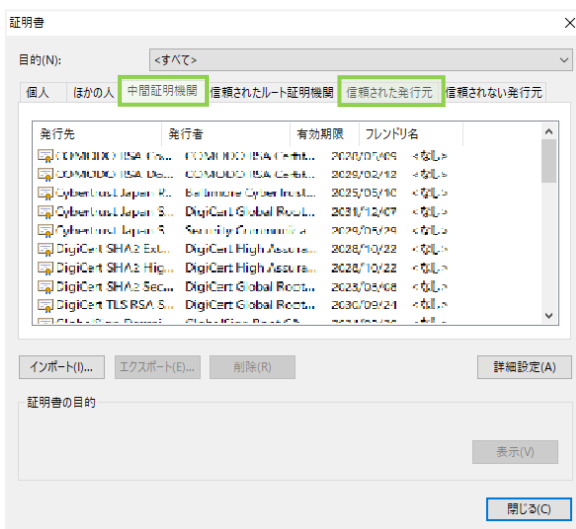 証明書
目的(N):
<すべて>
個人 ほかの人 中間証明機関 信頼されたルート証明機関 信頼された発行元 信頼されない発行元
発行先 発行者 有効期限 フレンドリ名
COMODO RSA Co... COMODO RSA Certif... <なし>
COMODO RSA Do... COMODO RSA Certif... 2029/02/12 <なし>
Cybertrust Japan R... Baltimore Cybertrust... 2025/05/10 <なし>
Cybertrust Japan S... DigiCert Global Root... 2031/12/07 <なし>
Cybertrust Japan S... Security Communica... 2029/05/29 <なし>
DigiCert SHA2 Ext... DigiCert High Assura... 2028/10/22 <なし>
DigiCert SHA2 Hig... DigiCert High Assura... 2028/10/22 <なし>
DigiCert SHA2 Sec... DigiCert Global Root... 2023/03/08 <なし>
DigiCert TLS RSA S... DigiCert Global Root... 2030/09/24 <なし>
インポート(I)... エクスポート(E)... 削除(R) 詳細設定(A)
証明書の目的
表示(V)
閉じる(C)